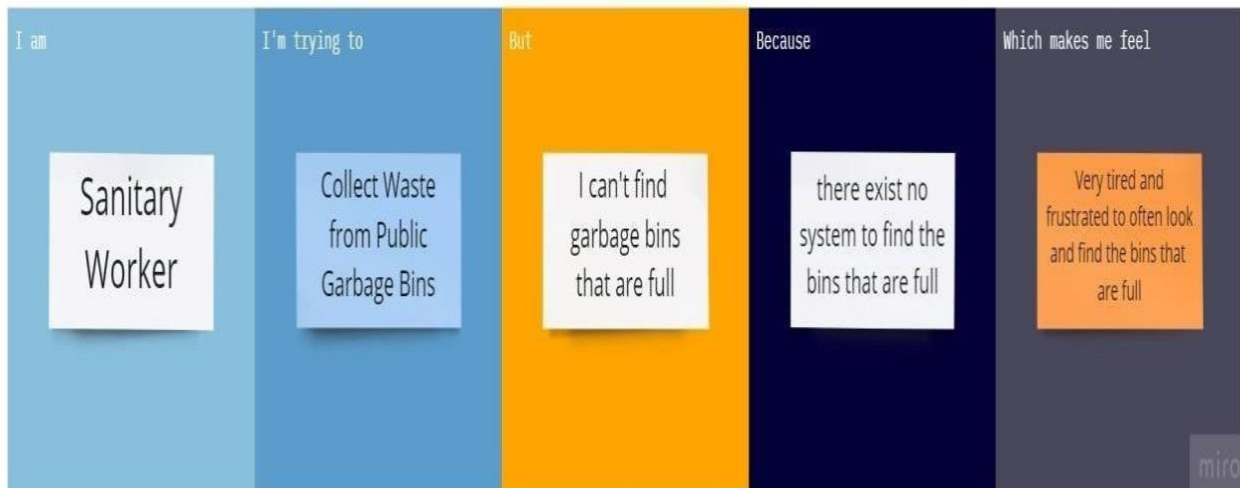 I am
Sanitary
Worker
I'm trying to
Collect Waste
from Public
Garbage Bins
But
I can't find
garbage bins
that are full
Because
there exist no
system to find the
bins that are full
Which makes me feel
Very tired and
frustrated to often look
and find the bins that
are full
miro